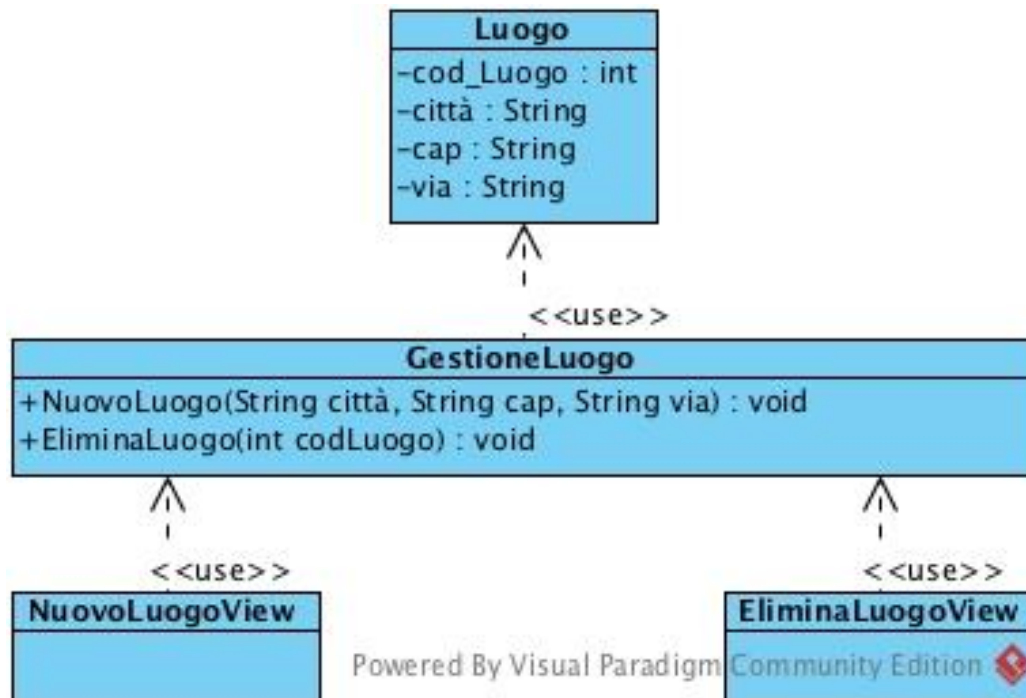 Luogo
-cod_Luogo : int
-città : String
-cap : String
-via : String
<<use>>
GestioneLuogo
+NuovoLuogo(String città, String cap, String via) : void
+EliminaLuogo(int codLuogo) : void
<<use>>
<<use>>
NuovoLuogoView
EliminaLuogoView
Powered By Visual Paradigm Community Edition